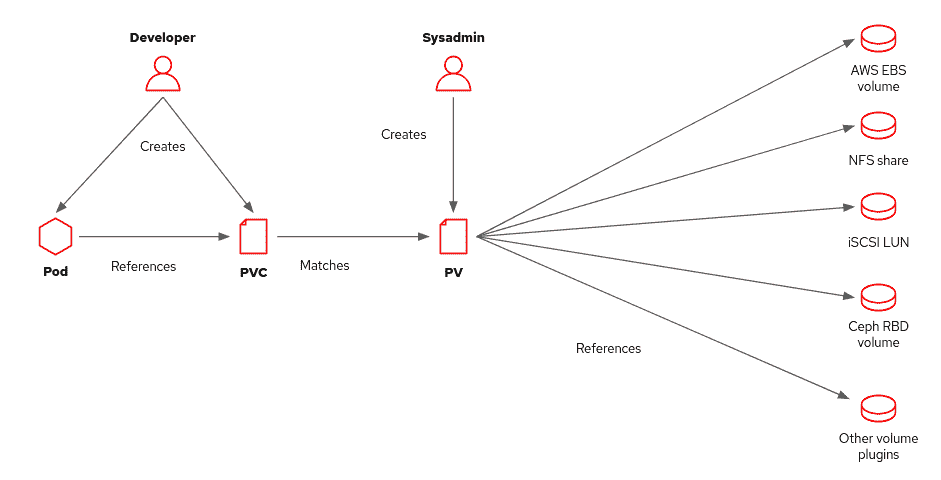 Developer
Sysadmin
Creates
Creates
Pod
References
PVC
Matches
PV
References
AWS EBS
volume
NFS share
iSCSI LUN
Ceph RBD
volume
Other volume
plugins